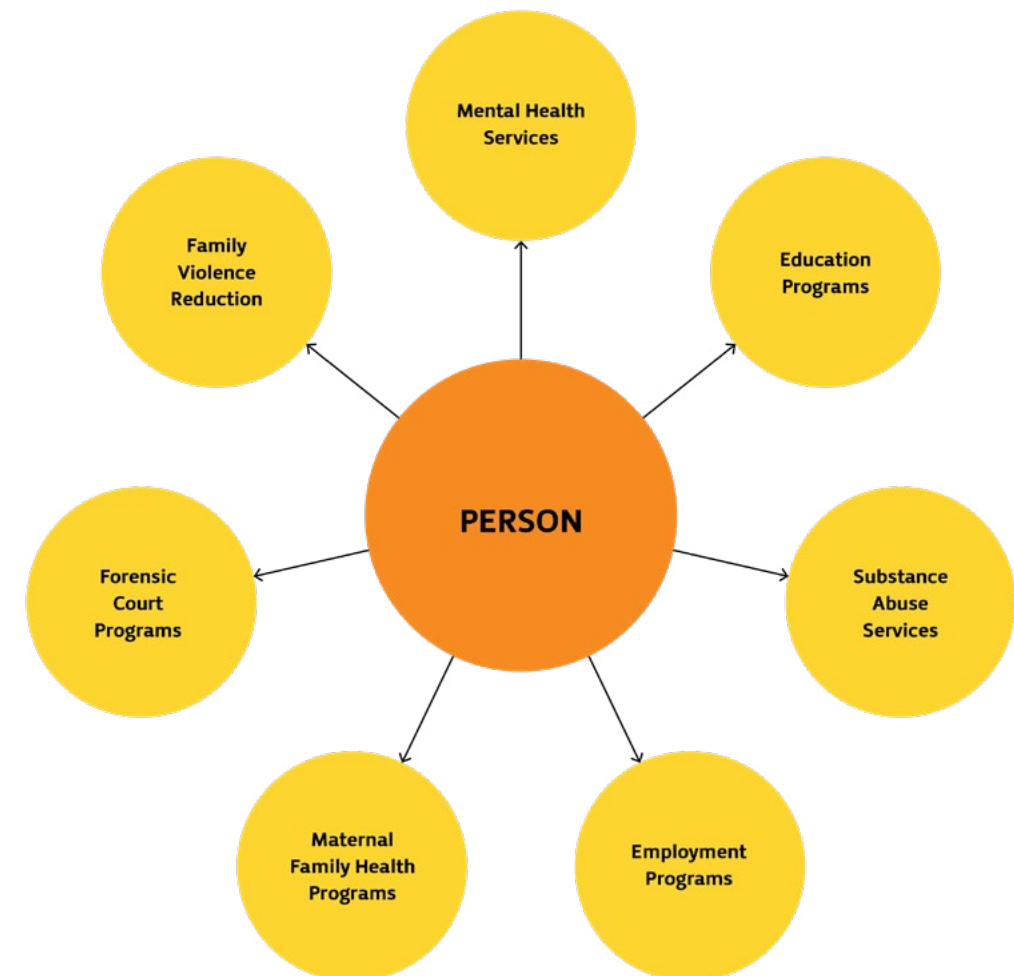 Mental Health
Services
Family
Violence
Reduction
Education
Programs
PERSON
Forensic
Court
Programs
Substance
Abuse
Services
Maternal
Family Health
Programs
Employment
Programs